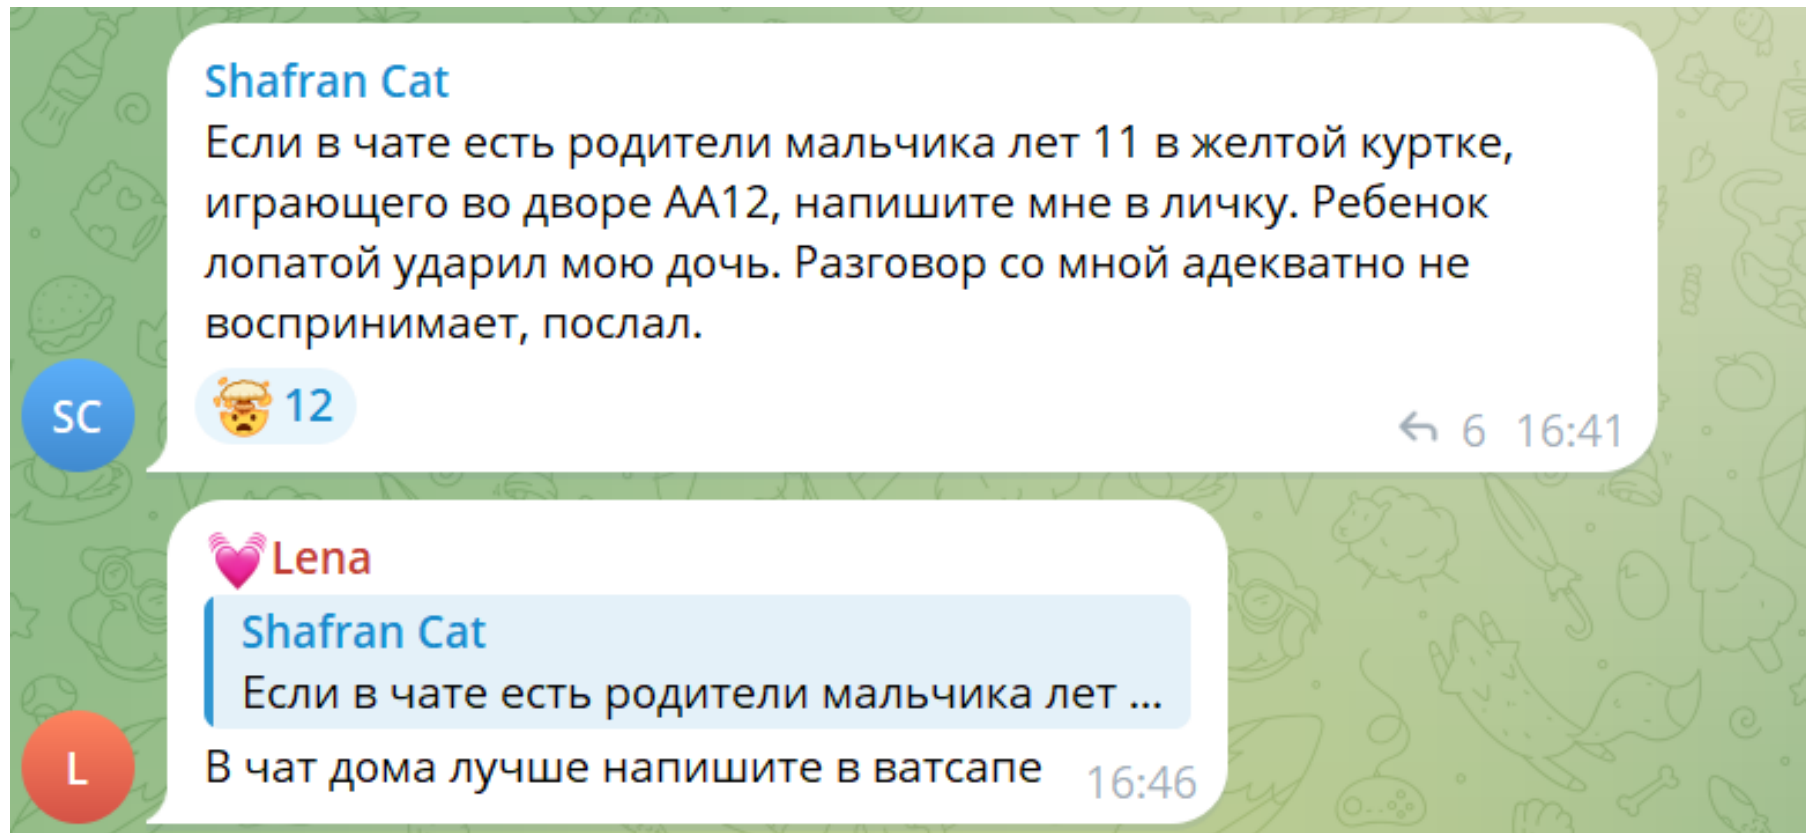 Shafran Cat
Если в чате есть родители мальчика лет 11 в желтой куртке,
играющего во дворе АА12, напишите мне в личку. Ребенок
лопатой ударил мою дочь. Разговор со мной адекватно не
воспринимает, послал.
🤯 12
6 16:41
SC
💓Lena
Shafran Cat
Если в чате есть родители мальчика лет ...
В чат дома лучше напишите в ватсапе 16:46
L